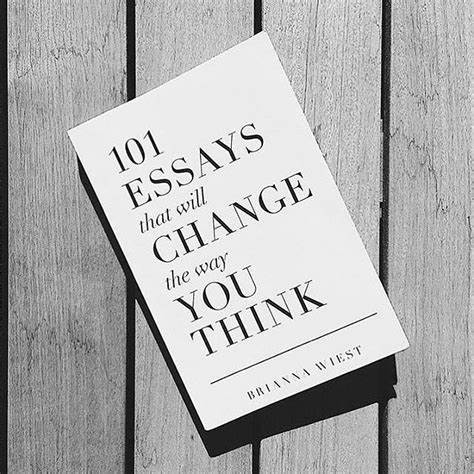 101
ESSAYS
that will
CHANGE
the way
YOU
THINK
BRIANNA WIEST